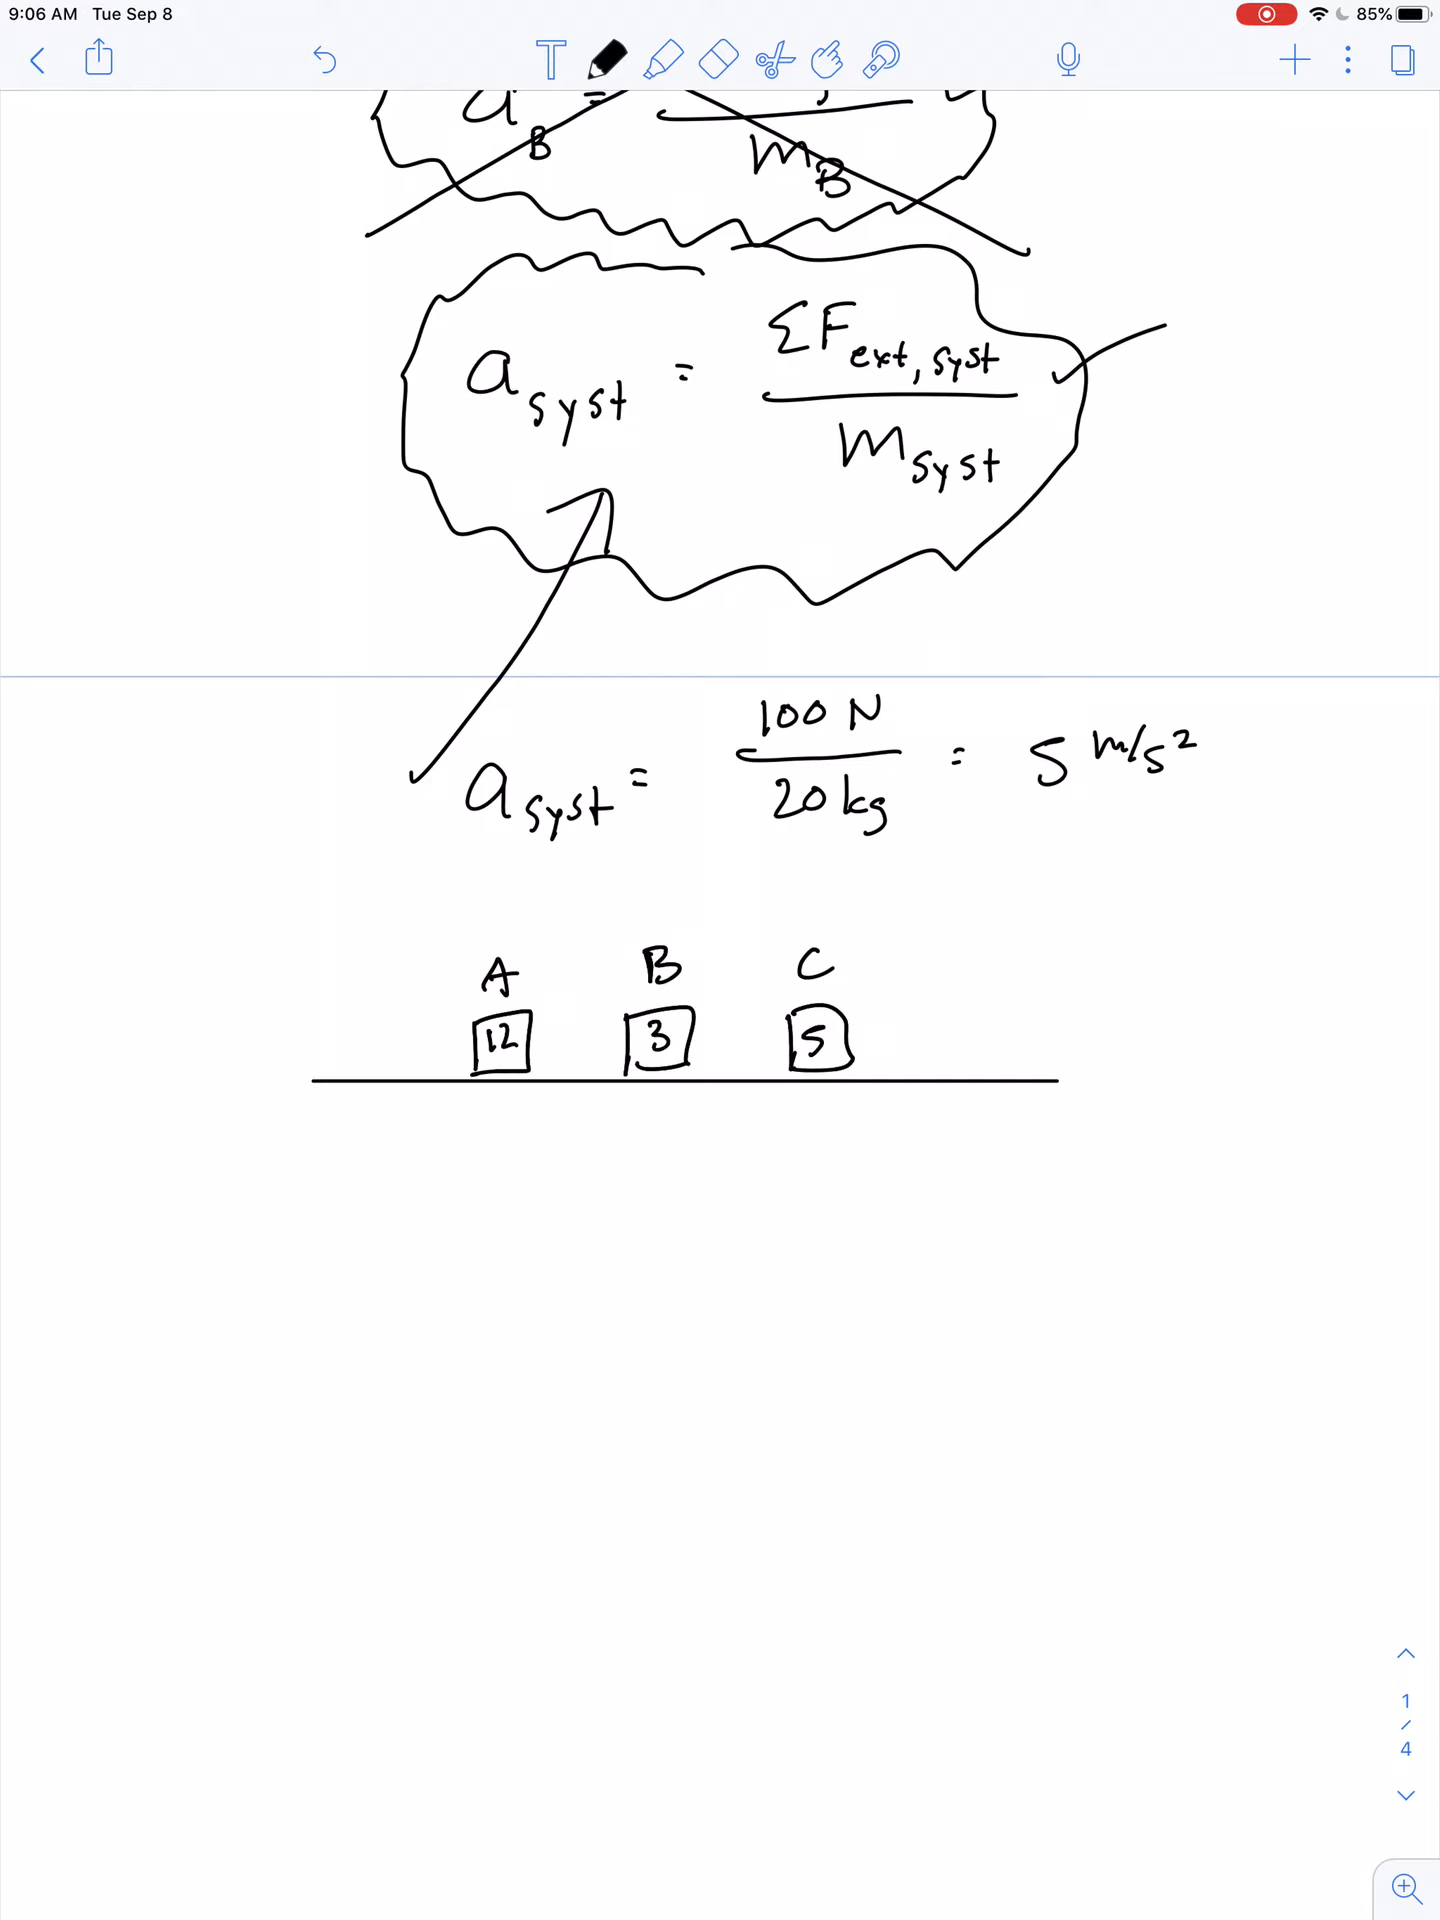 9:06 AM Tue Sep 8
85%
T
a_B =
m_B
a_syst = ΣF_ext, syst / m_syst
a_syst = 100 N / 20 kg = 5 m/s²
A B C
12 3 5
1
/
4